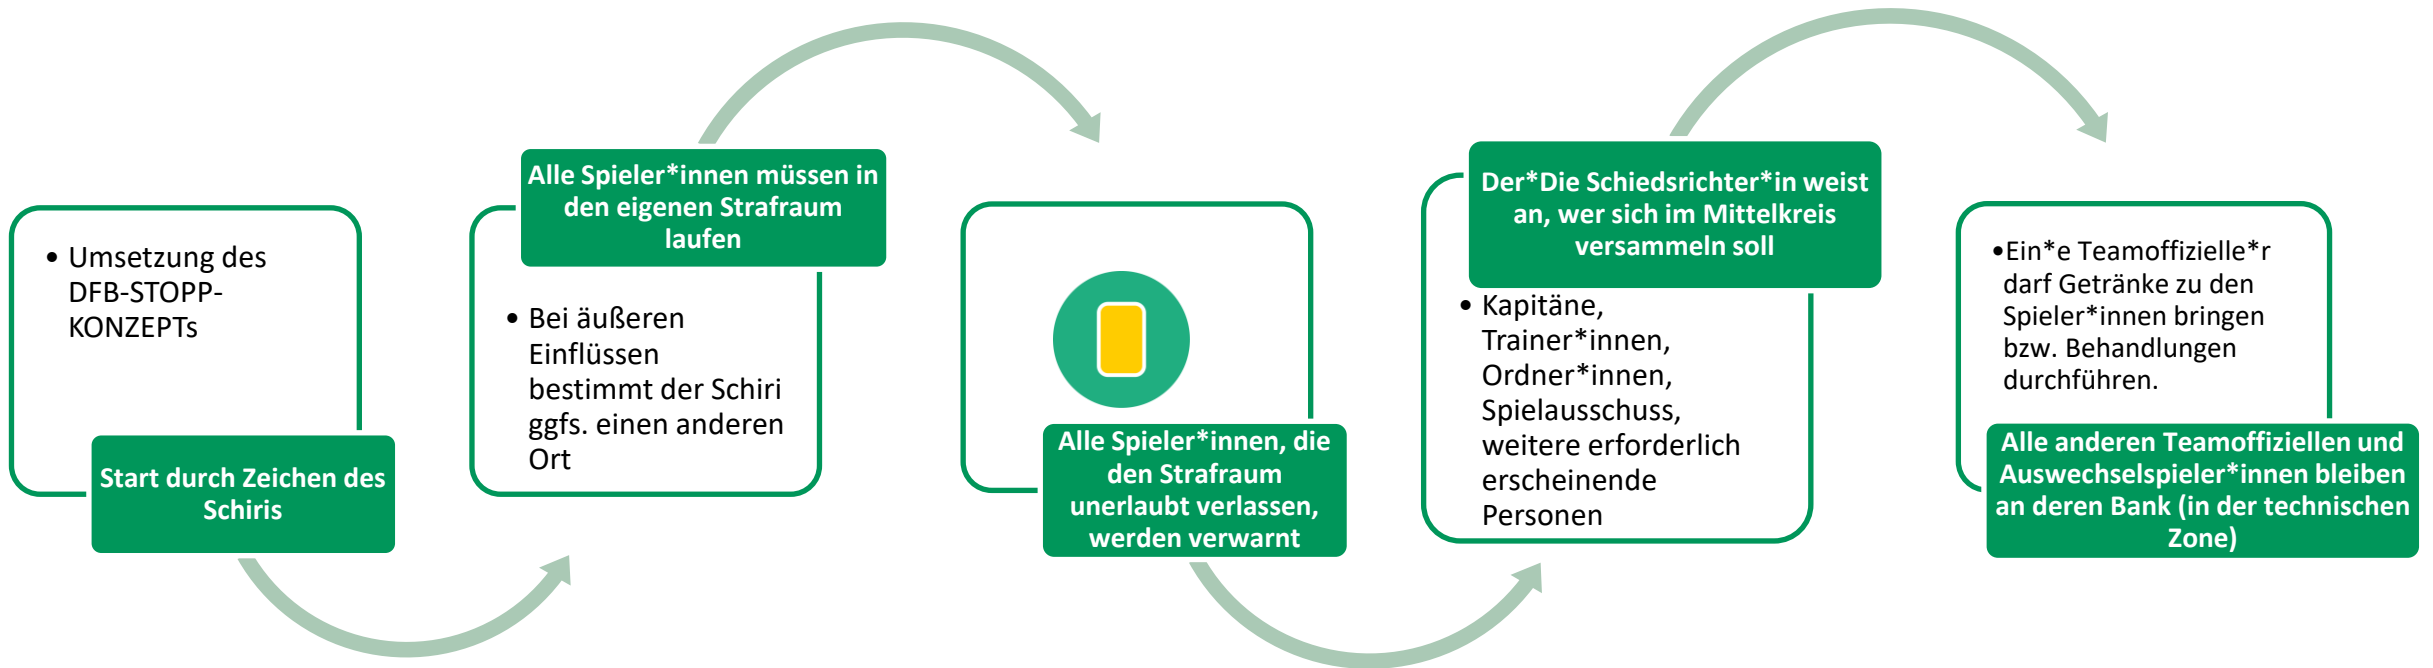 • Umsetzung des
DFB-STOPP-
KONZEPTs
Start durch Zeichen des
Schiris
Alle Spieler*innen müssen in
den eigenen Strafraum
laufen
• Bei äußeren
Einflüssen
bestimmt der Schiri
ggfs. einen anderen
Ort
Alle Spieler*innen, die
den Strafraum
unerlaubt verlassen,
werden verwarnt
Der*Die Schiedsrichter*in weist
an, wer sich im Mittelkreis
versammeln soll
• Kapitäne,
Trainer*innen,
Ordner*innen,
Spielausschuss,
weitere erforderlich
erscheinende
Personen
•Ein*e Teamoffizielle*r
darf Getränke zu den
Spieler*innen bringen
bzw. Behandlungen
durchführen.
Alle anderen Teamoffiziellen und
Auswechselspieler*innen bleiben
an deren Bank (in der technischen
Zone)